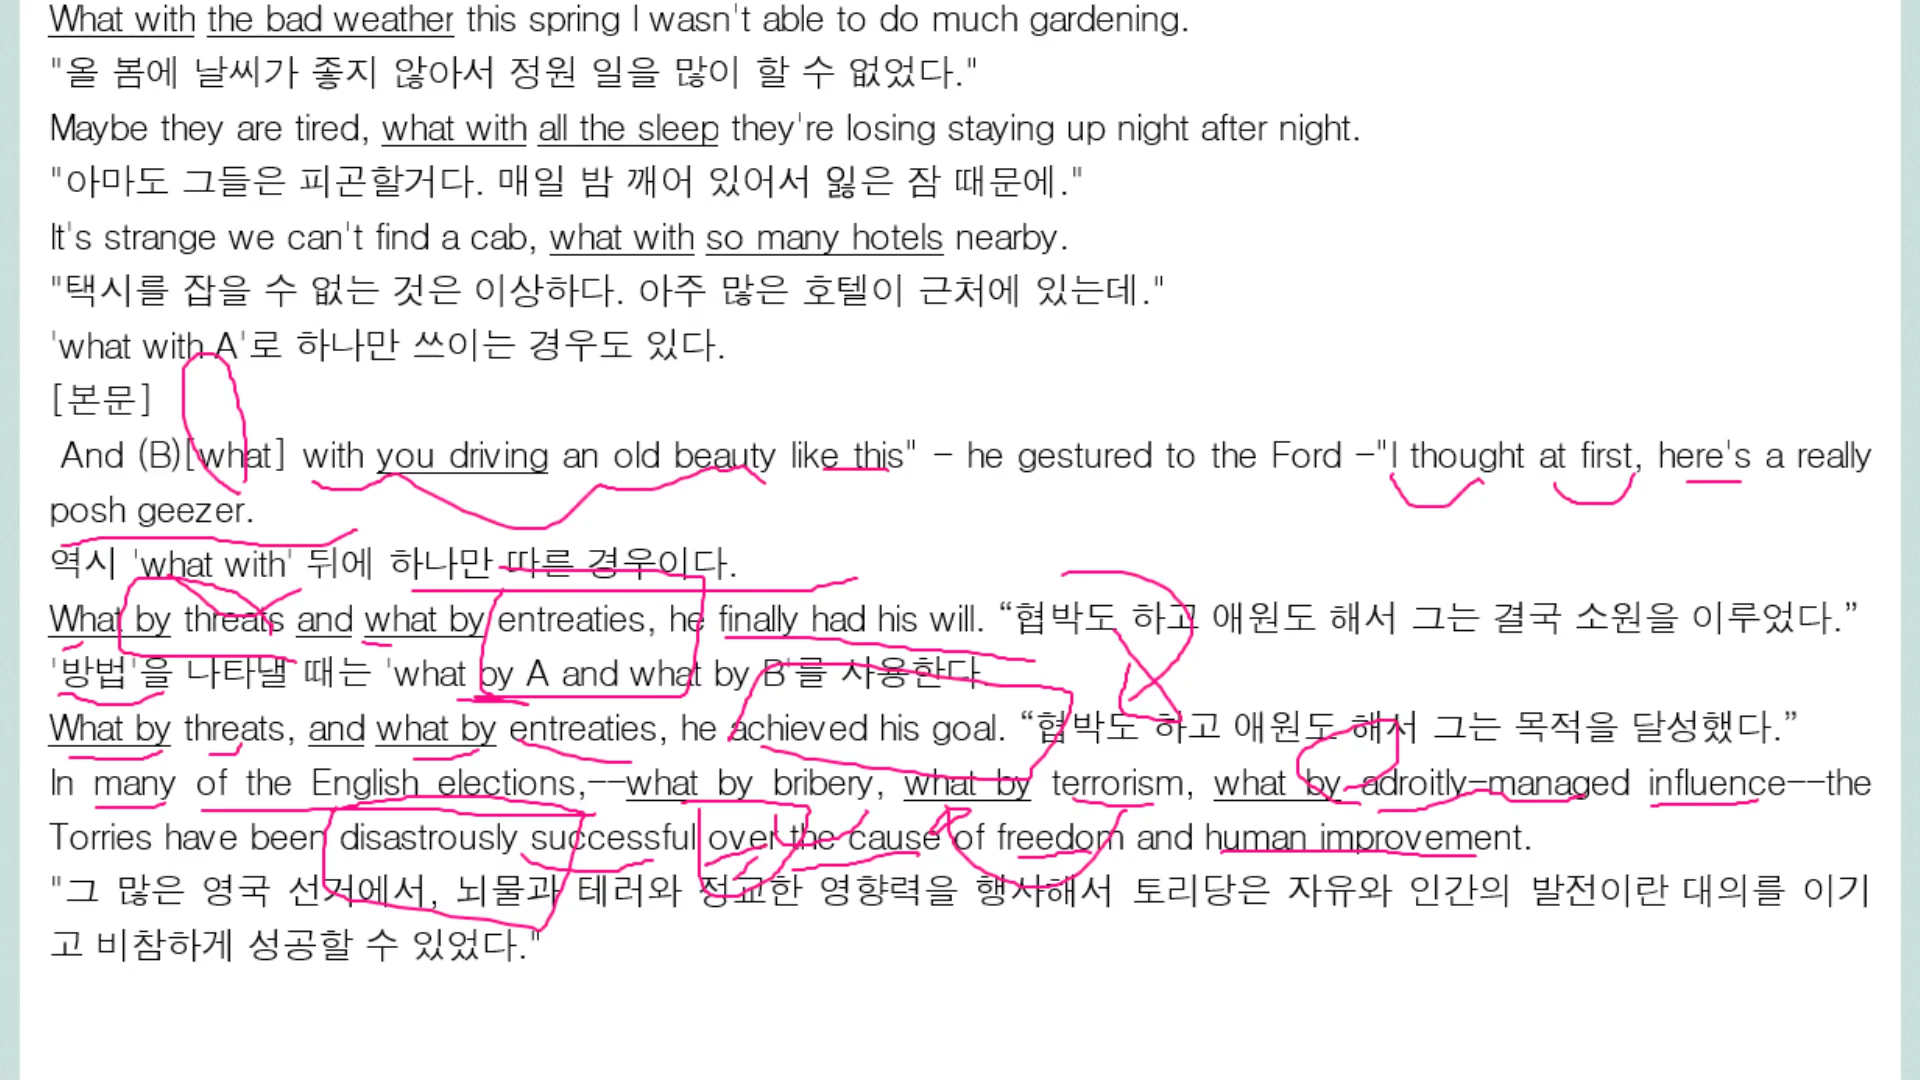 What with the bad weather this spring I wasn't able to do much gardening.
"올 봄에 날씨가 좋지 않아서 정원 일을 많이 할 수 없었다."
Maybe they are tired, what with all the sleep they're losing staying up night after night.
"아마도 그들은 피곤할거다. 매일 밤 깨어 있어서 잃은 잠 때문에."
It's strange we can't find a cab, what with so many hotels nearby.
"택시를 잡을 수 없는 것은 이상하다. 아주 많은 호텔이 근처에 있는데."
'what with A'로 하나만 쓰이는 경우도 있다.
[본문]
And (B)[what] with you driving an old beauty like this" - he gestured to the Ford -"I thought at first, here's a really
posh geezer.
역시 'what with' 뒤에 하나만 따른 경우이다.
What by threats and what by entreaties, he finally had his will. “협박도 하고 애원도 해서 그는 결국 소원을 이루었다.”
'방법'을 나타낼 때는 'what by A and what by B'를 사용한다.
What by threats, and what by entreaties, he achieved his goal. “협박도 하고 애원도 해서 그는 목적을 달성했다.”
In many of the English elections,--what by bribery, what by terrorism, what by adroitly-managed influence--the
Torries have been disastrously successful over the cause of freedom and human improvement.
"그 많은 영국 선거에서, 뇌물과 테러와 정교한 영향력을 행사해서 토리당은 자유와 인간의 발전이란 대의를 이기
고 비참하게 성공할 수 있었다."